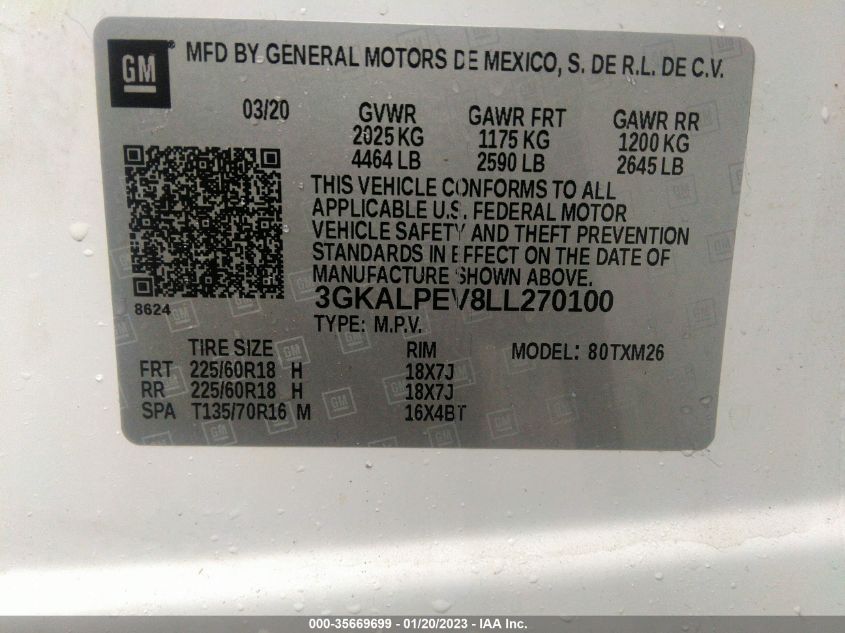 GM MFD BY GENERAL MOTORS DE MEXICO, S. DE R.L. DE C.V.
03/20 GVWR GAWR FRT GAWR RR
2025 KG 1175 KG 1200 KG
4464 LB 2590 LB 2645 LB
THIS VEHICLE CONFORMS TO ALL
APPLICABLE U.S. FEDERAL MOTOR
VEHICLE SAFETY AND THEFT PREVENTION
STANDARDS IN EFFECT ON THE DATE OF
MANUFACTURE SHOWN ABOVE.
8624 3GKALPEV8LL270100
TYPE: M.P.V.
TIRE SIZE RIM MODEL: 80TXM26
FRT 225/60R18 H 18X7J
RR 225/60R18 H 18X7J
SPA T135/70R16 M 16X4BT
000-35669699 - 01/20/2023 - IAA Inc.